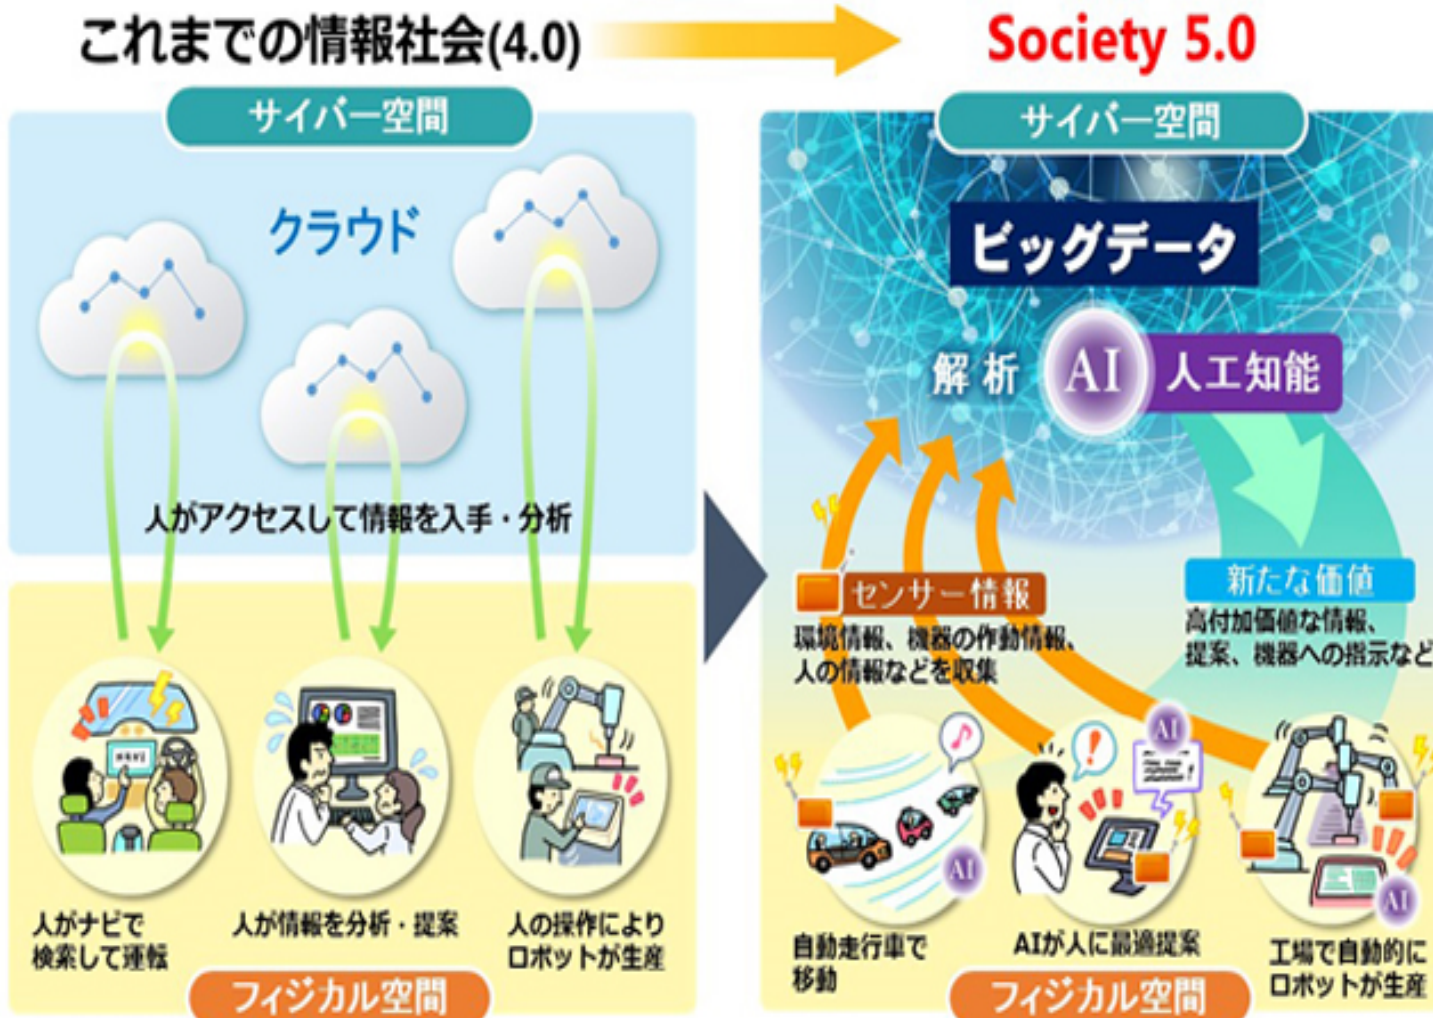 これまでの情報社会(4.0)
Society 5.0
サイバー空間
クラウド
人がアクセスして情報を入手・分析
人がナビで
検索して運転
人が情報を分析・提案
人の操作により
ロボットが生産
フィジカル空間
サイバー空間
ビッグデータ
解析
AI
人工知能
センサー情報
環境情報、機器の作動情報、
人の情報などを収集
新たな価値
高付加価値な情報、
提案、機器への指示など
AI
AI
AI
自動走行車で
移動
AIが人に最適提案
工場で自動的に
ロボットが生産
フィジカル空間